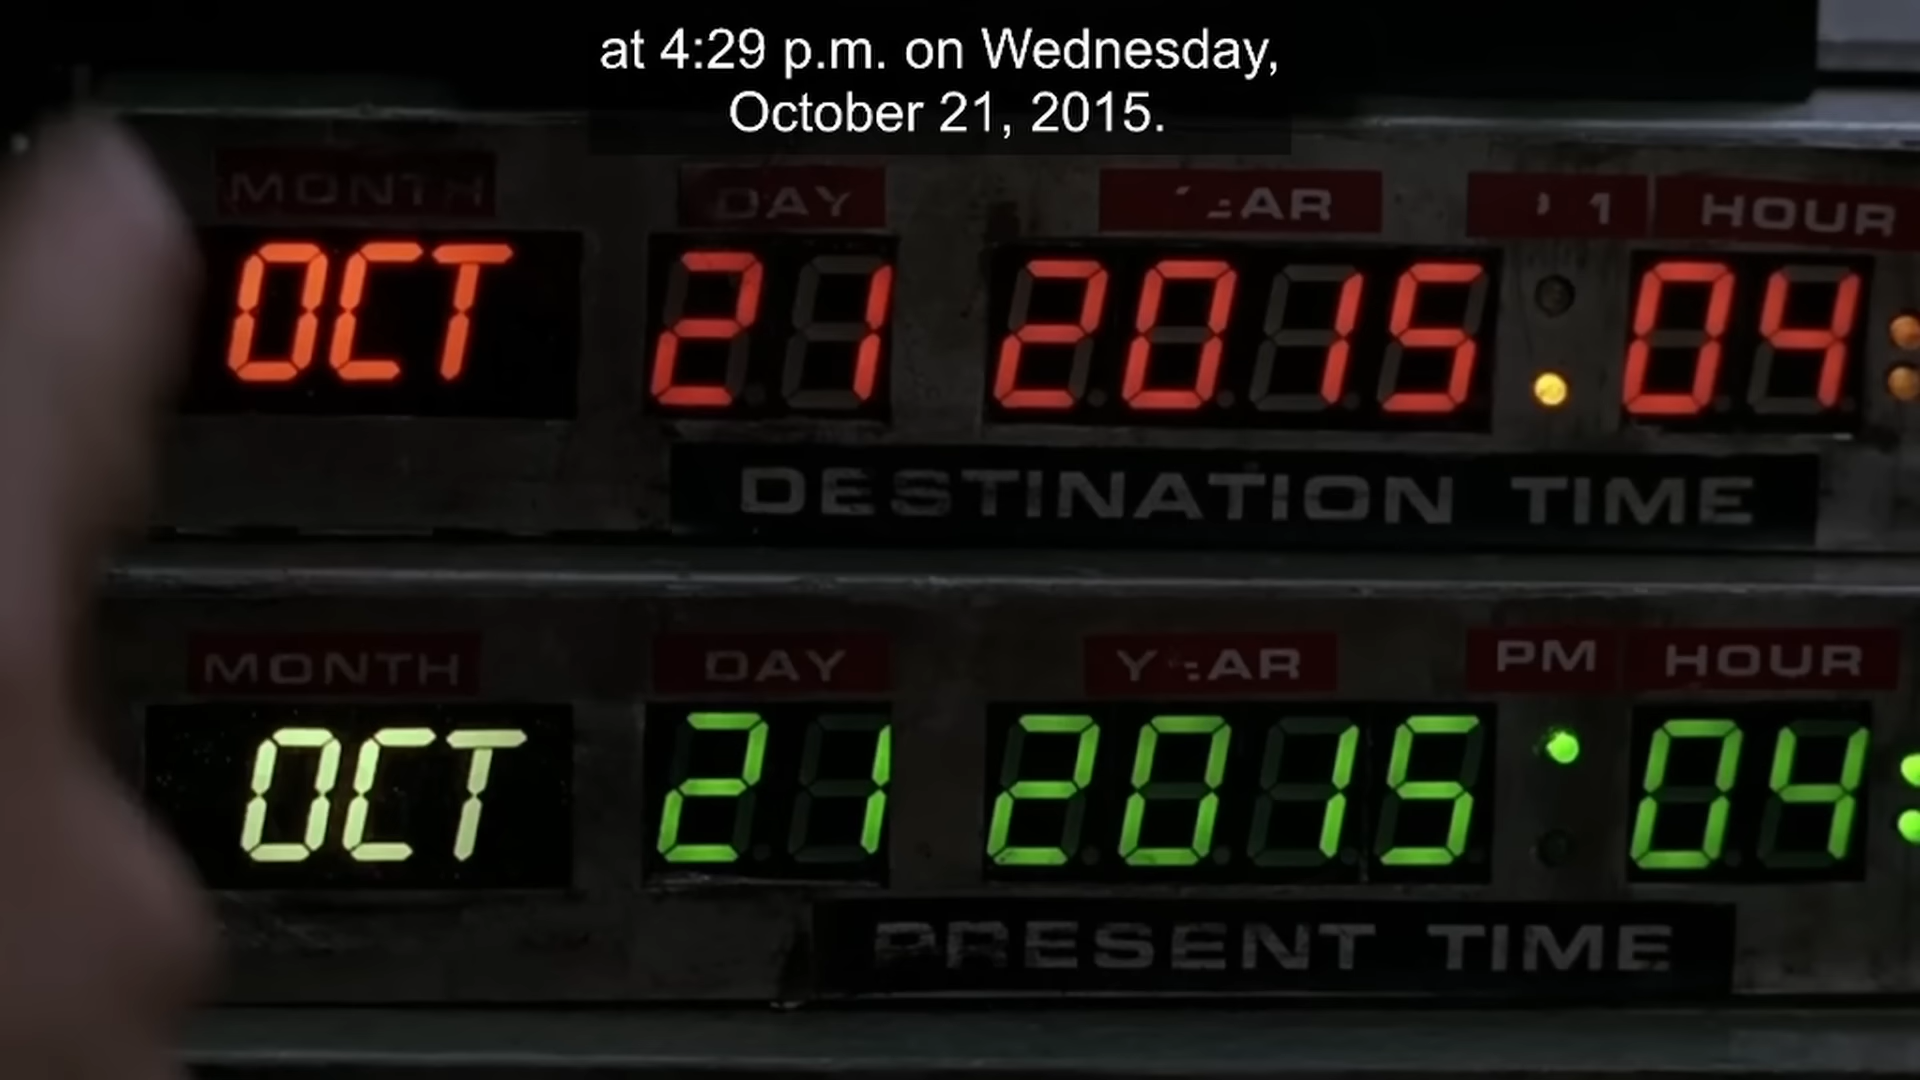 at 4:29 p.m. on Wednesday,
October 21, 2015.
MONTH DAY HOUR
OCT 21 2015 04:
DESTINATION TIME
MONTH DAY PM HOUR
OCT 21 2015 04:
PRESENT TIME